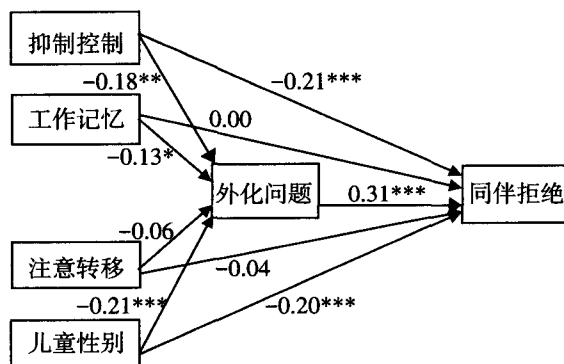 抑制控制
-0.18**
-0.21***
工作记忆
0.00
-0.13*
外化问题
0.31***
同伴拒绝
-0.06
注意转移
-0.04
-0.21***
-0.20***
儿童性别